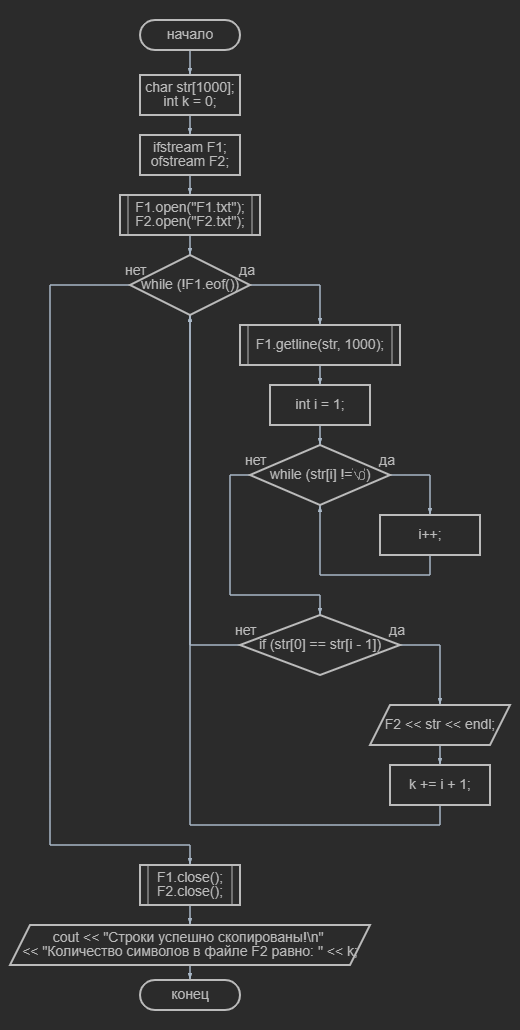 начало
char str[1000];
int k = 0;
ifstream F1;
ofstream F2;
F1.open("F1.txt");
F2.open("F2.txt");
нет
да
while (!F1.eof())
F1.getline(str, 1000);
int i = 1;
нет
да
while (str[i] !='\0')
i++;
нет
да
if (str[0] == str[i - 1])
F2 << str << endl;
k += i + 1;
F1.close();
F2.close();
cout << "Строки успешно скопированы!\n"
<< "Количество символов в файле F2 равно: " << k;
конец